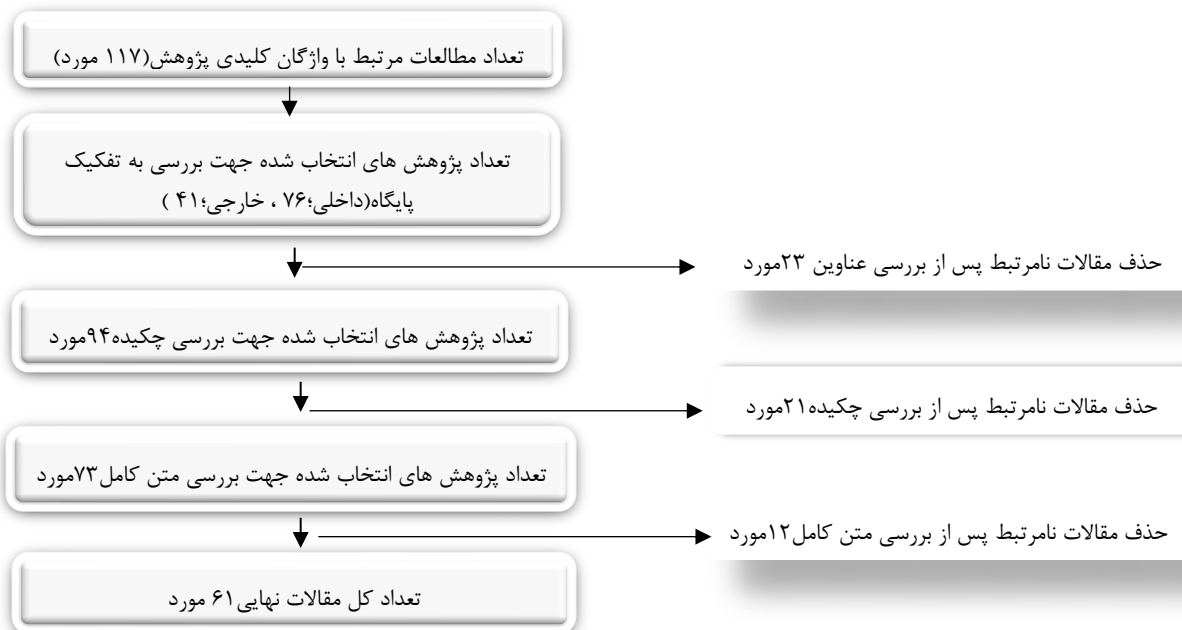 تعداد مطالعات مرتبط با واژگان کلیدی پژوهش(۱۱۷ مورد)
تعداد پژوهش های انتخاب شده جهت بررسی به تفکیک
پایگاه(داخلی؛۷۶ ، خارجی؛۴۱ )
حذف مقالات نامرتبط پس از بررسی عناوین ۲۳مورد
تعداد پژوهش های انتخاب شده جهت بررسی چکیده۹۴مورد
حذف مقالات نامرتبط پس از بررسی چکیده۲۱مورد
تعداد پژوهش های انتخاب شده جهت بررسی متن کامل۷۳مورد
حذف مقالات نامرتبط پس از بررسی متن کامل۱۲مورد
تعداد کل مقالات نهایی۶۱ مورد